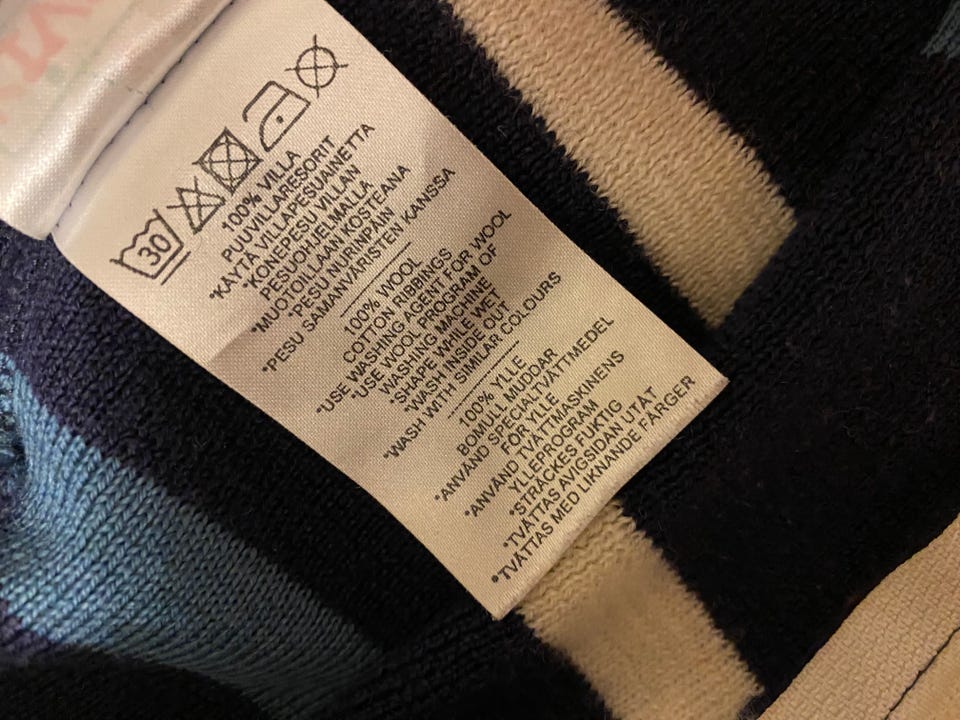 30
100% VILLA
PUUVILLARESORIT
*KÄYTÄ VILLAPESUAINETTA
*KONEPESU VILLAN
PESUOHJELMALLA
*MUOTOILLAAN KOSTEANA
*PESU NURINPÄIN
*PESU SAMANVÄRISTEN KANSSA
100% WOOL
COTTON RIBBINGS
*USE WASHING AGENT FOR WOOL
*USE WOOL PROGRAM OF
WASHING MACHINE
*SHAPE WHILE WET
*WASH INSIDE OUT
*WASH WITH SIMILAR COLOURS
100% YLLE
BOMULL MUDDAR
*ANVÄND SPECIALTVÄTTMEDEL
FÖR YLLE
*ANVÄND TVÄTTMASKINENS
YLLEPROGRAM
*STRÄCKES FUKTIG
*TVÄTTAS AVIGSIDAN UTÅT
*TVÄTTAS MED LIKNANDE FÄRGER